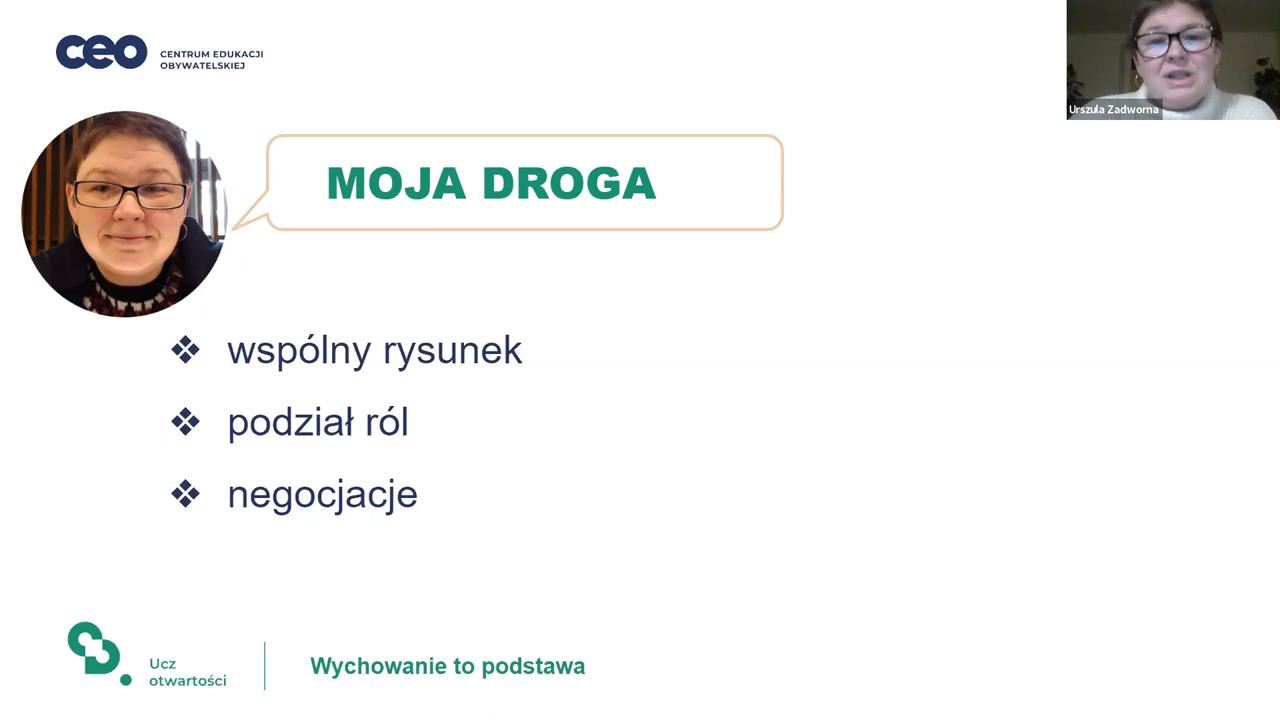 ceo
CENTRUM EDUKACJI
OBYWATELSKIEJ
Urszula Zadworna
MOJA DROGA
❖ wspólny rysunek
❖ podział ról
❖ negocjacje
Ucz
otwartości
Wychowanie to podstawa